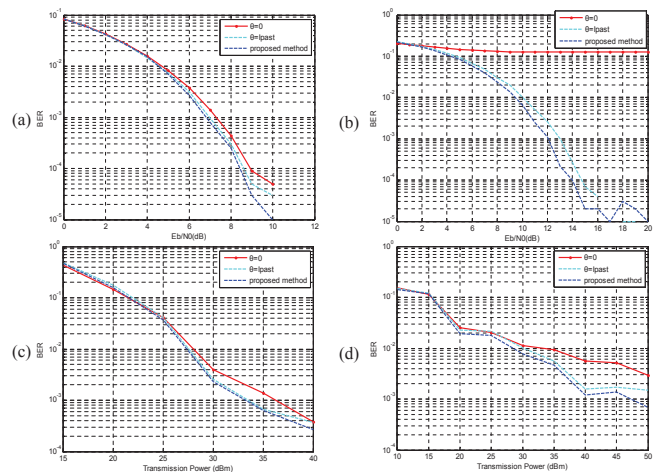 (a)
BER
10⁻¹
10⁻²
10⁻³
10⁻⁴
10⁻⁵
θ=0
θ=Ipast
proposed method
0 2 4 6 8 10 12
Eb/N0(dB)
(b)
BER
10⁰
10⁻¹
10⁻²
10⁻³
10⁻⁴
10⁻⁵
θ=0
θ=Ipast
proposed method
0 2 4 6 8 10 12 14 16 18 20
Eb/N0(dB)
(c)
BER
10⁰
10⁻¹
10⁻²
10⁻³
10⁻⁴
θ=0
θ=Ipast
proposed method
15 20 25 30 35 40
Transmission Power (dBm)
(d)
BER
10⁰
10⁻¹
10⁻²
10⁻³
10⁻⁴
θ=0
θ=Ipast
proposed method
10 15 20 25 30 35 40 45 50
Transmission Power (dBm)